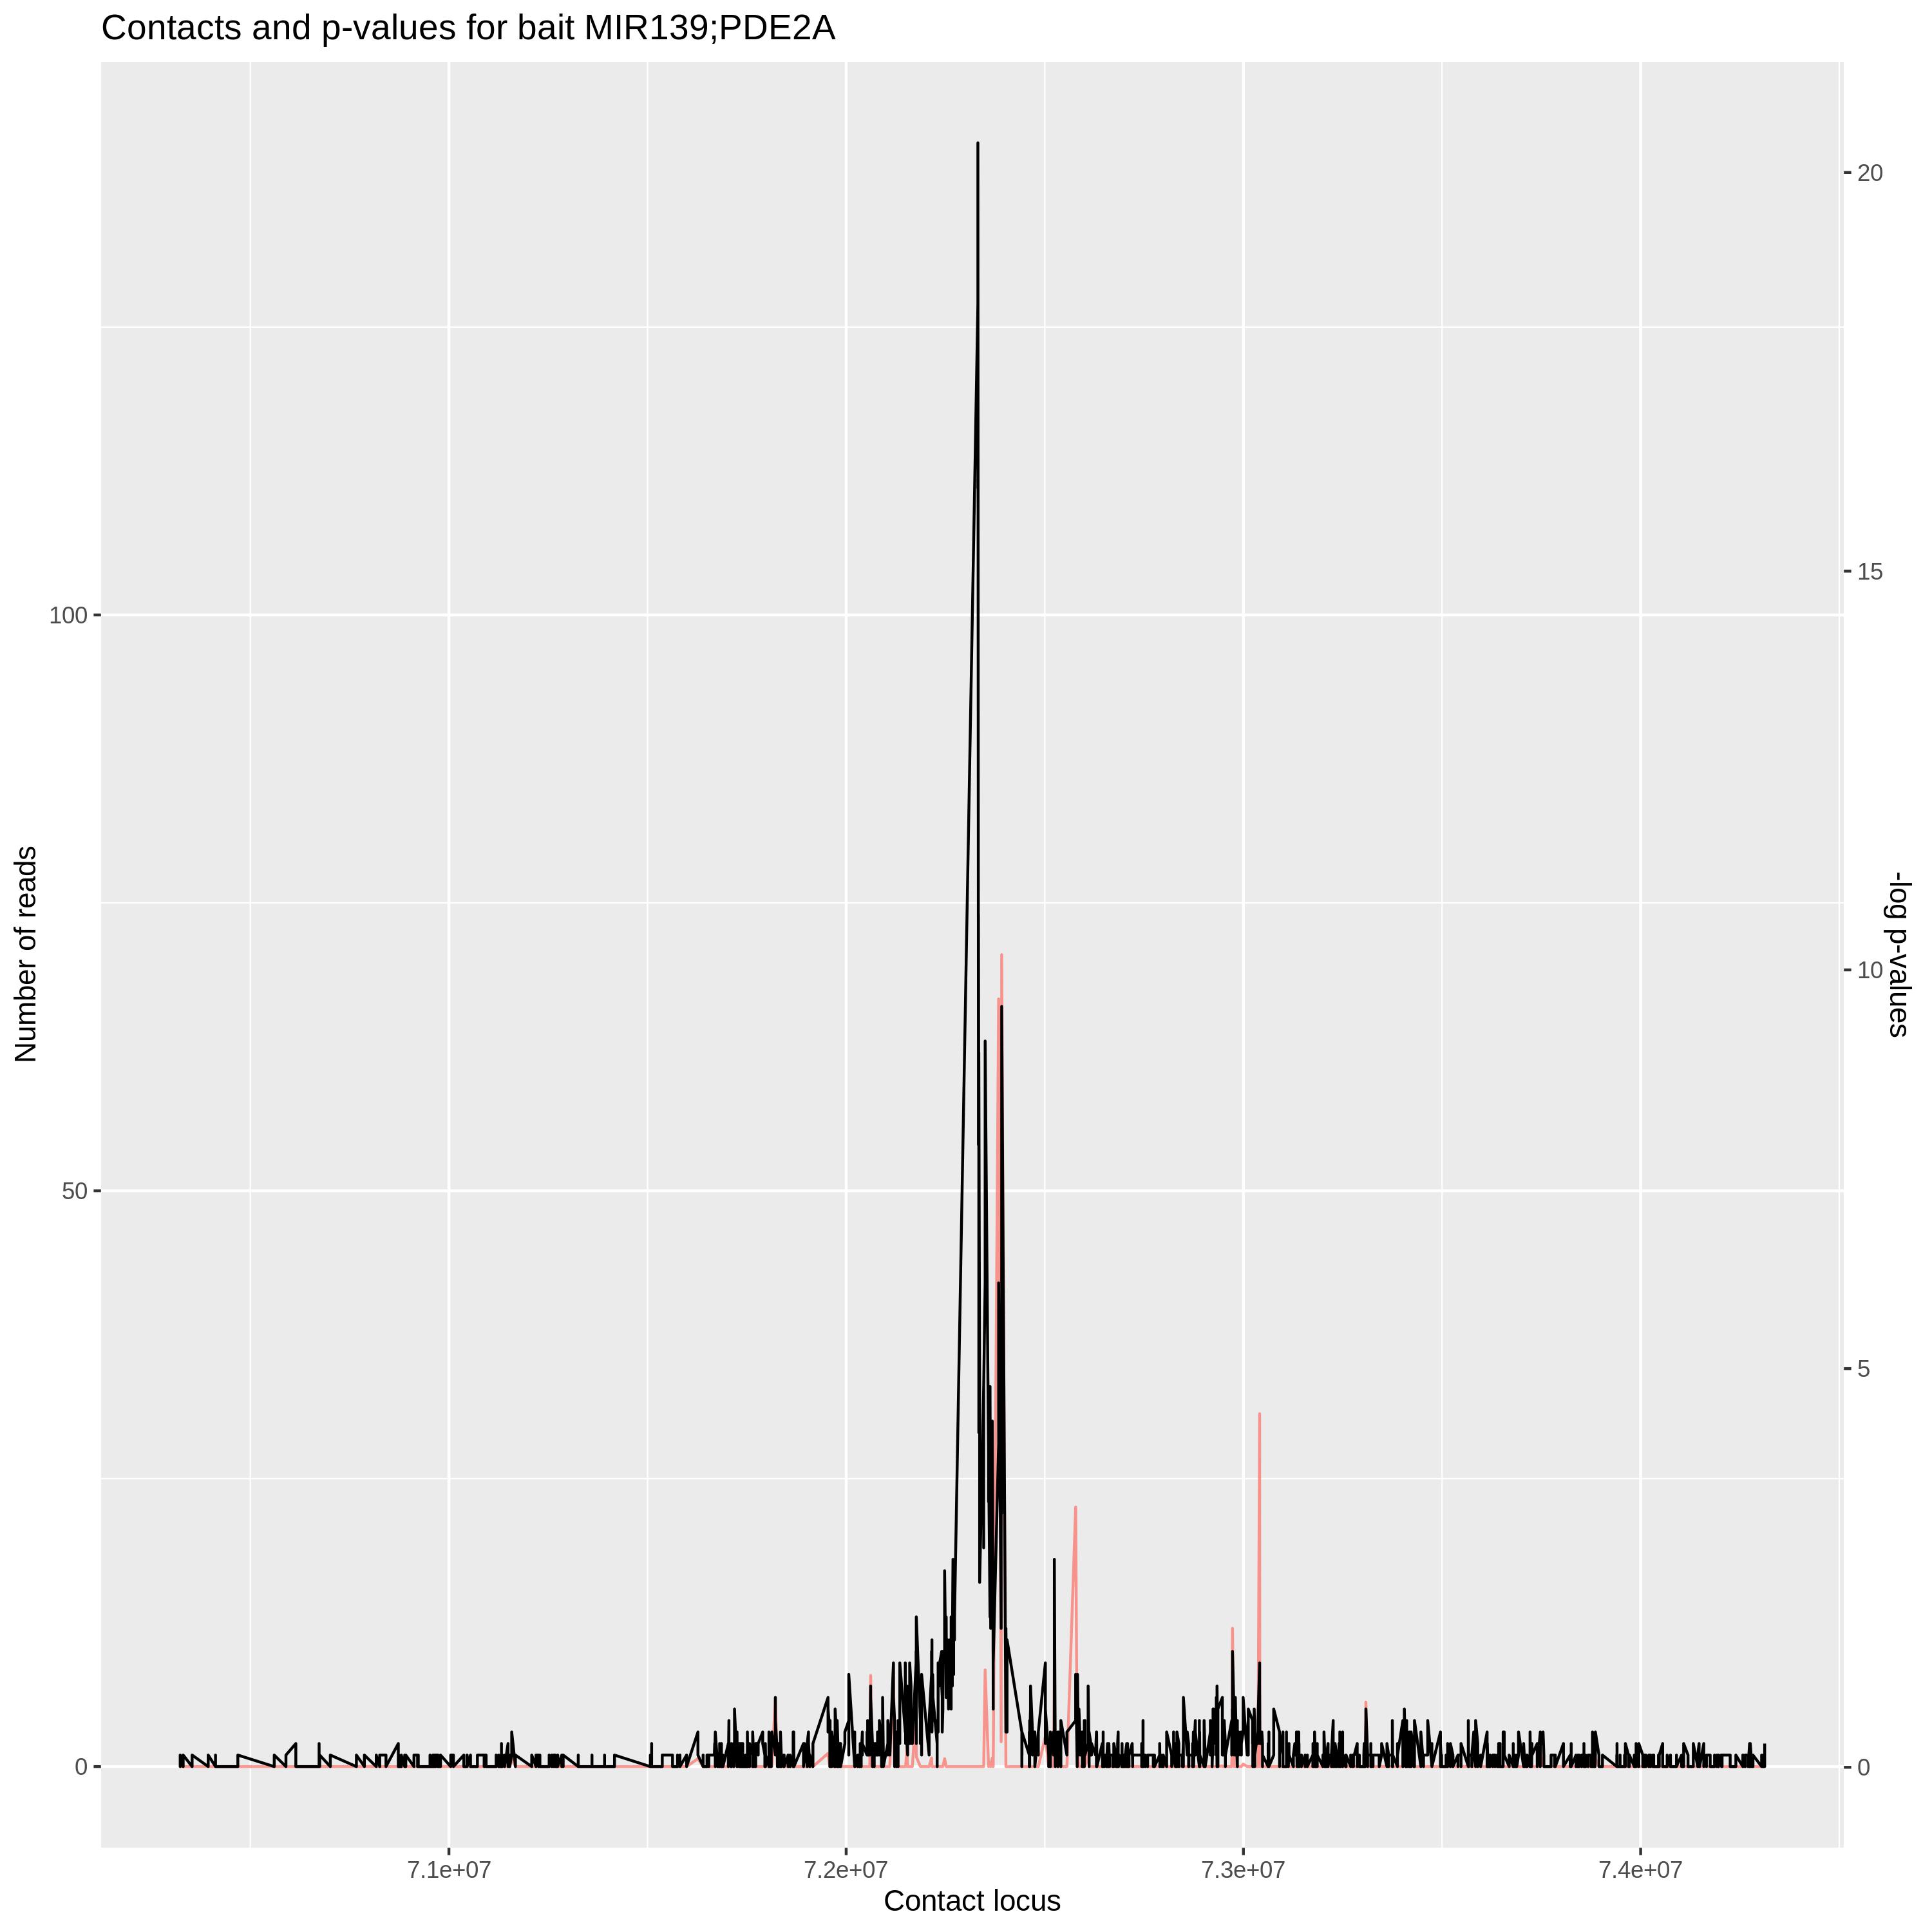 Contacts and p-values for bait MIR139;PDE2A
20
15
100
Number of reads
-log p-values
10
50
5
0
0
7.1e+07
7.2e+07
7.3e+07
7.4e+07
Contact locus